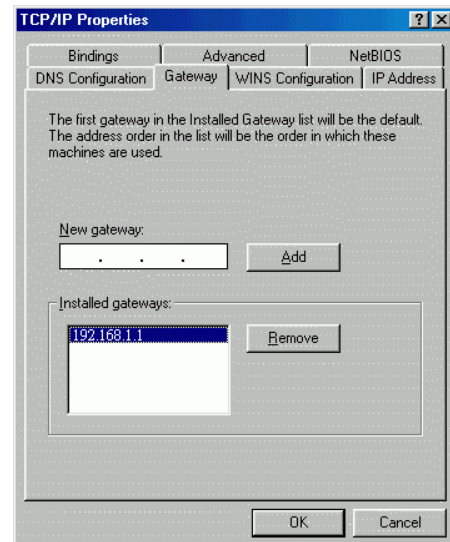 TCP/IP Properties
? X
Bindings Advanced NetBIOS
DNS Configuration Gateway WINS Configuration IP Address
The first gateway in the Installed Gateway list will be the default.
The address order in the list will be the order in which these
machines are used.
New gateway:
. . .
Add
Installed gateways:
192.168.1.1
Remove
OK Cancel